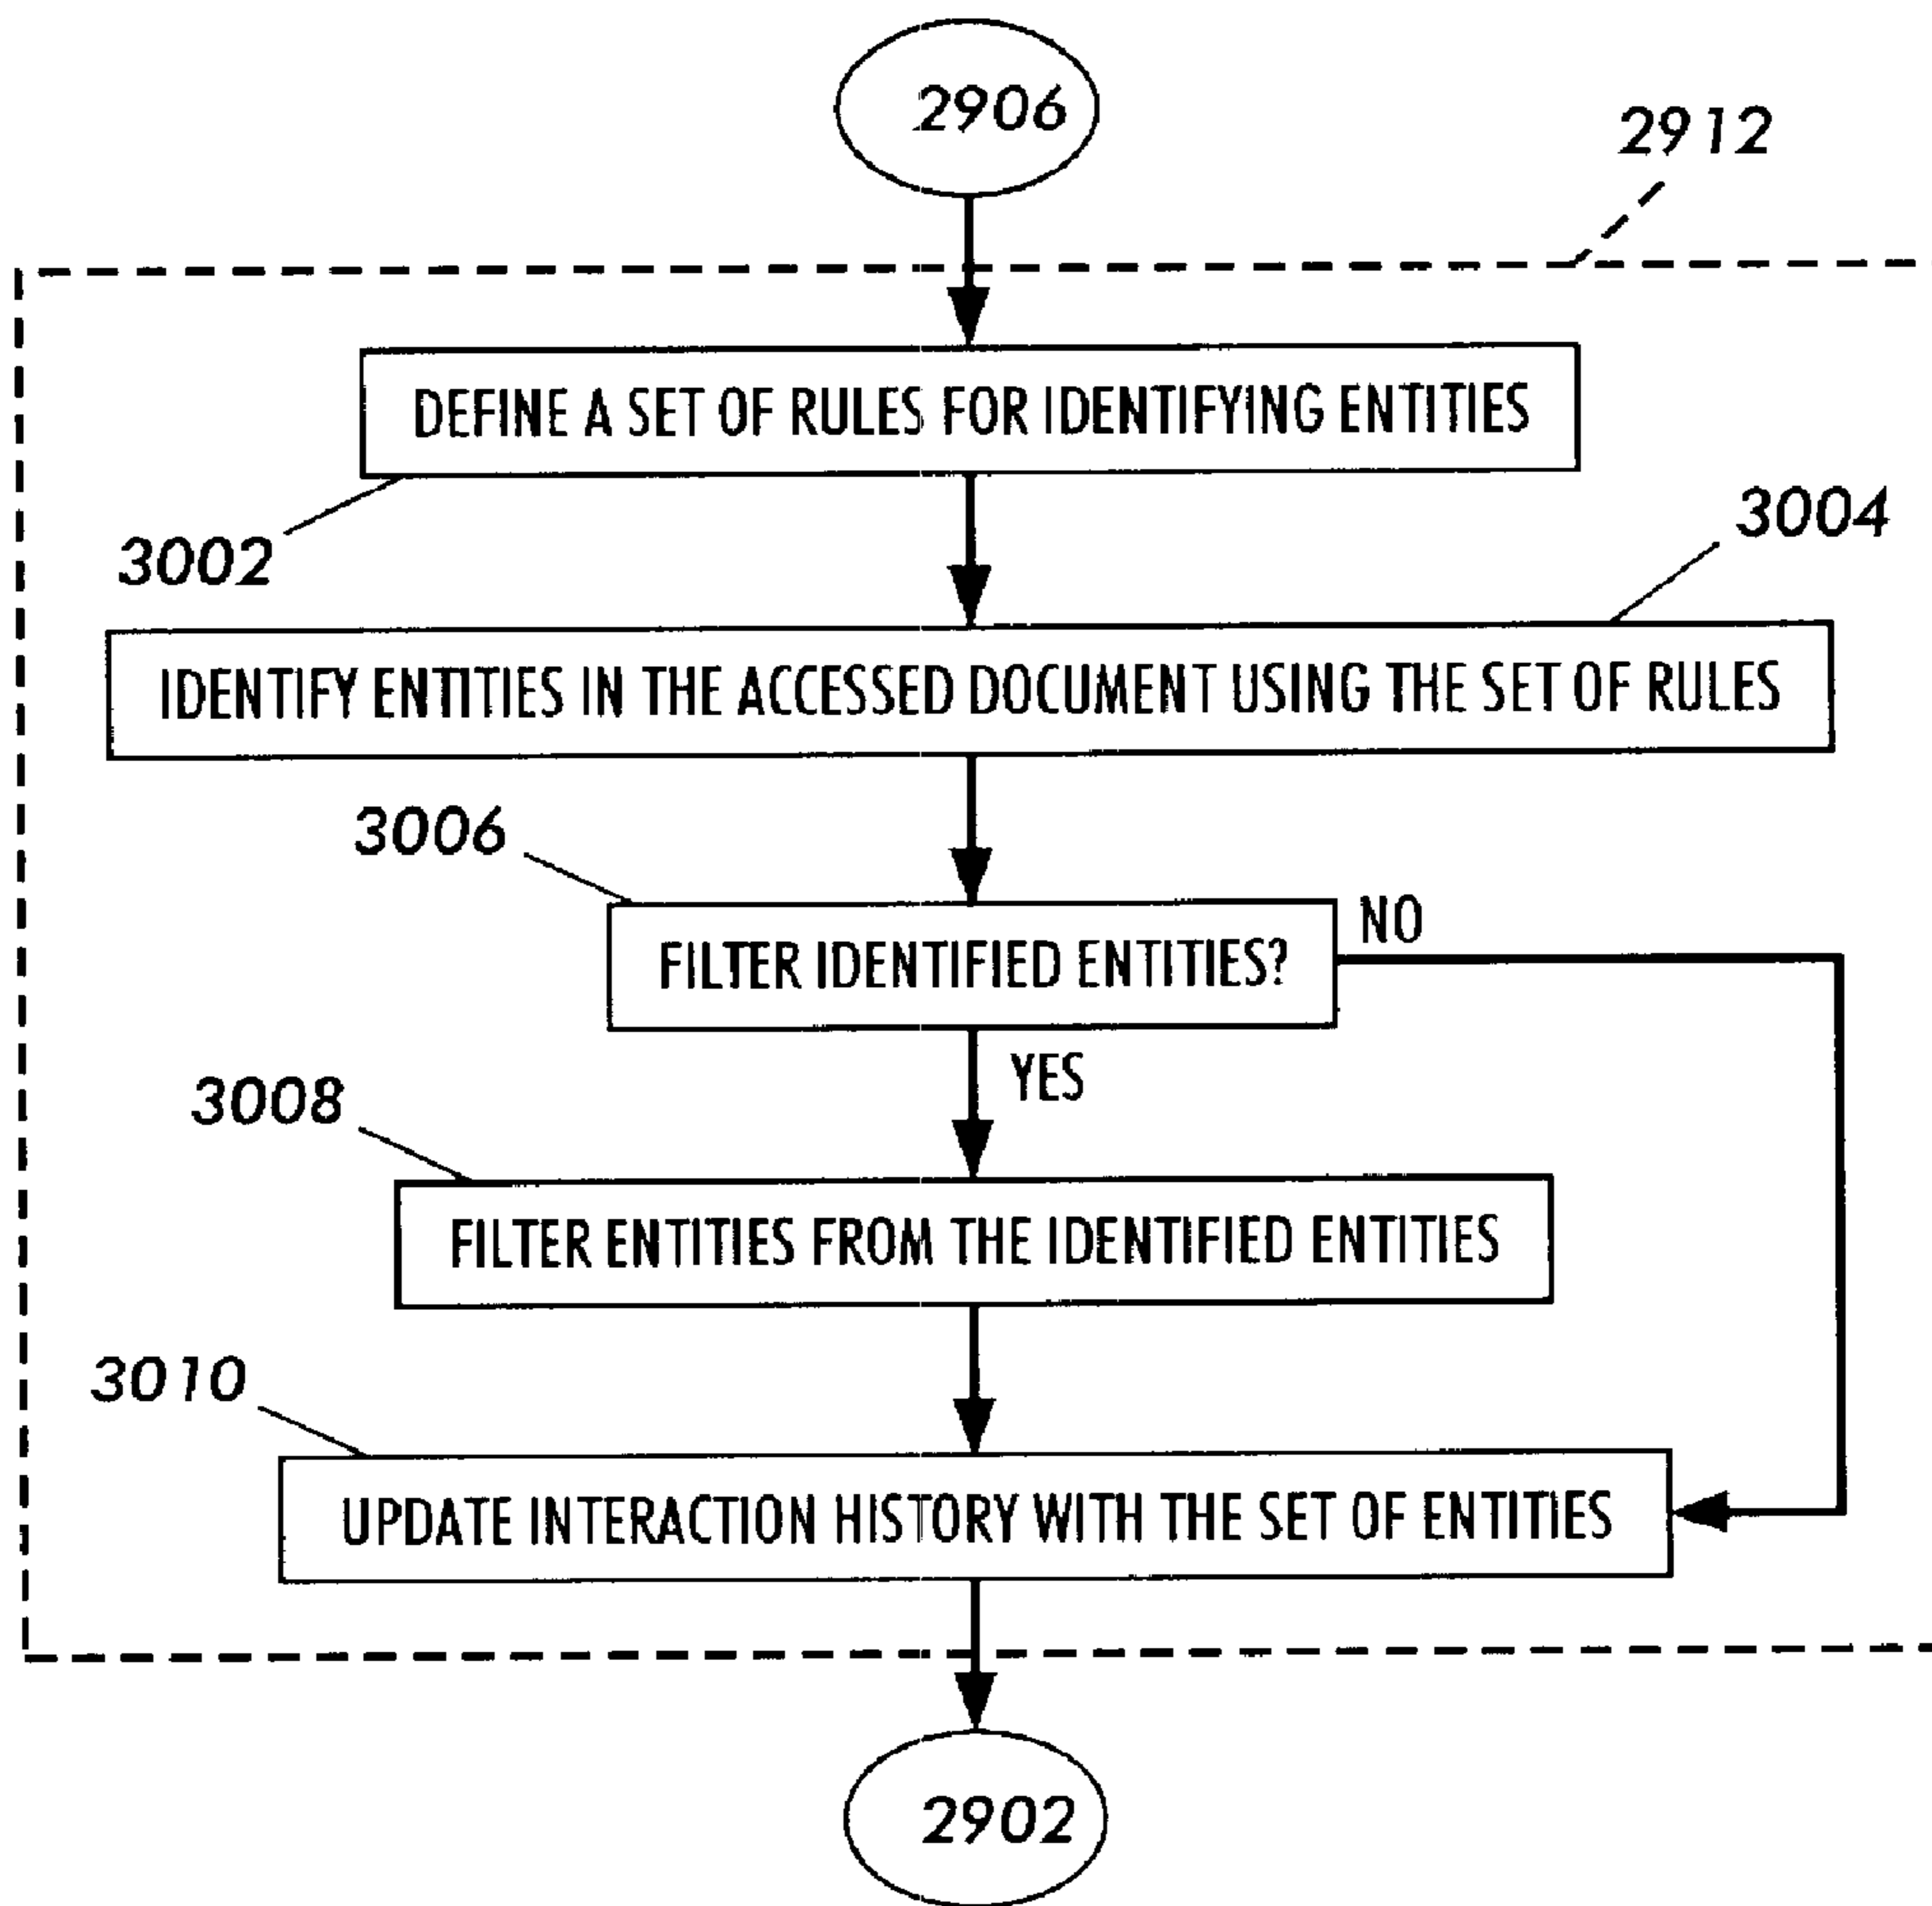 2906
2912
DEFINE A SET OF RULES FOR IDENTIFYING ENTITIES
3002
3004
IDENTIFY ENTITIES IN THE ACCESSED DOCUMENT USING THE SET OF RULES
3006
FILTER IDENTIFIED ENTITIES?
NO
YES
3008
FILTER ENTITIES FROM THE IDENTIFIED ENTITIES
3010
UPDATE INTERACTION HISTORY WITH THE SET OF ENTITIES
2902